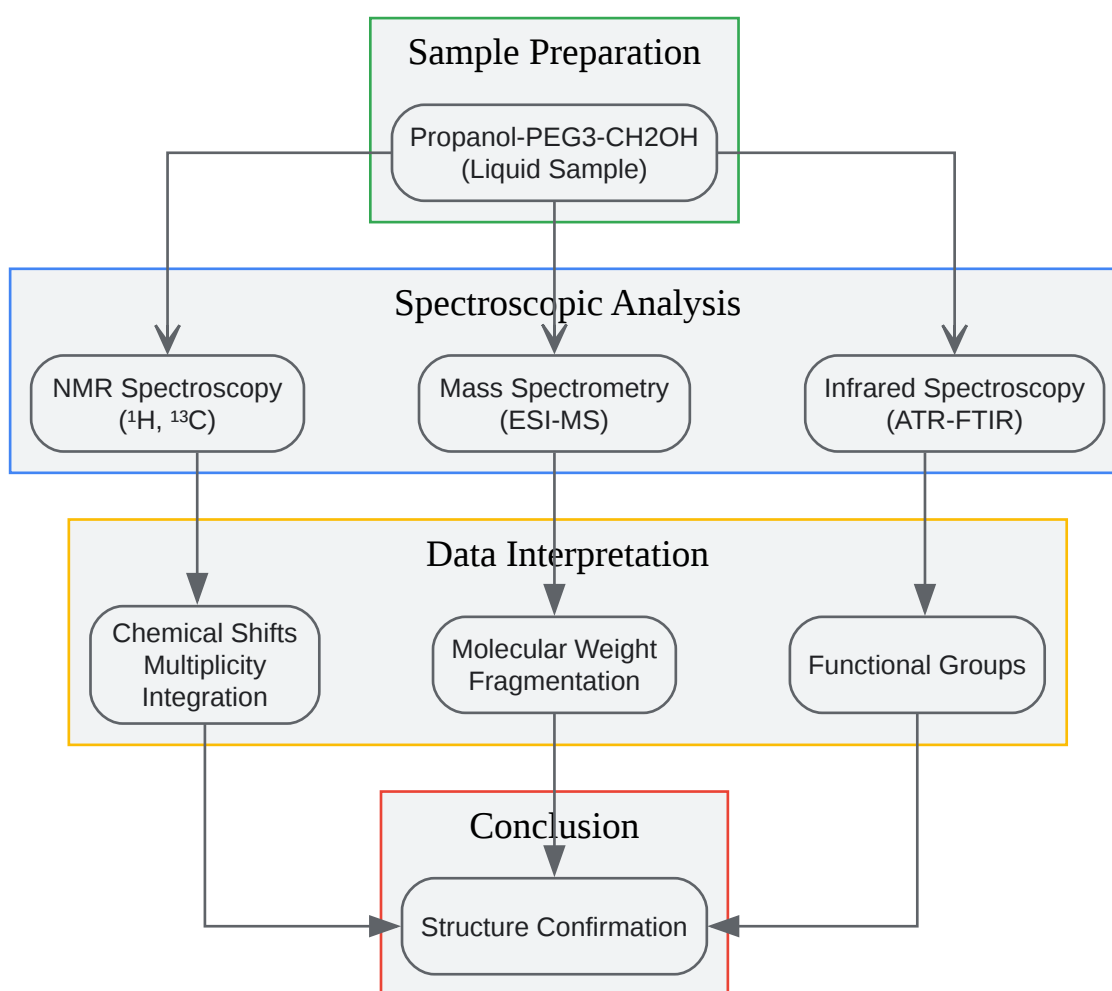 Sample Preparation
Propanol-PEG3-CH2OH
(Liquid Sample)
Spectroscopic Analysis
NMR Spectroscopy
(¹H, ¹³C)
Mass Spectrometry
(ESI-MS)
Infrared Spectroscopy
(ATR-FTIR)
Data Interpretation
Chemical Shifts
Multiplicity
Integration
Molecular Weight
Fragmentation
Functional Groups
Conclusion
Structure Confirmation